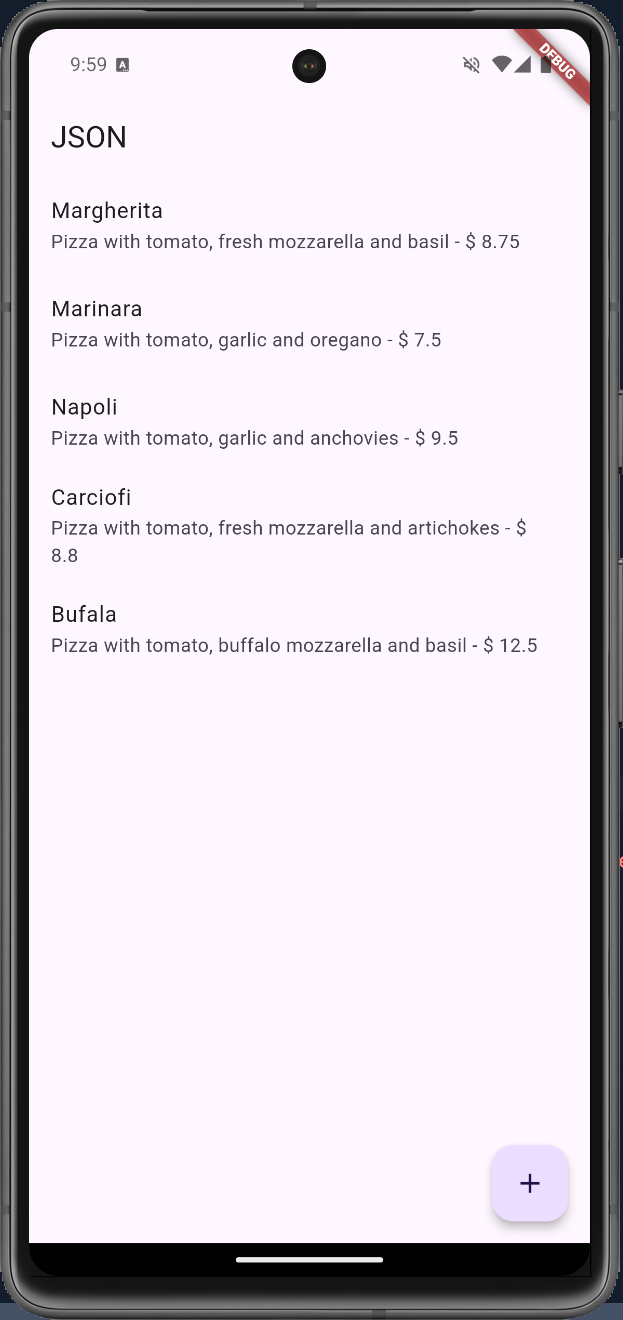 9:59
DEBUG
JSON
Margherita
Pizza with tomato, fresh mozzarella and basil - $ 8.75
Marinara
Pizza with tomato, garlic and oregano - $ 7.5
Napoli
Pizza with tomato, garlic and anchovies - $ 9.5
Carciofi
Pizza with tomato, fresh mozzarella and artichokes - $
8.8
Bufala
Pizza with tomato, buffalo mozzarella and basil - $ 12.5